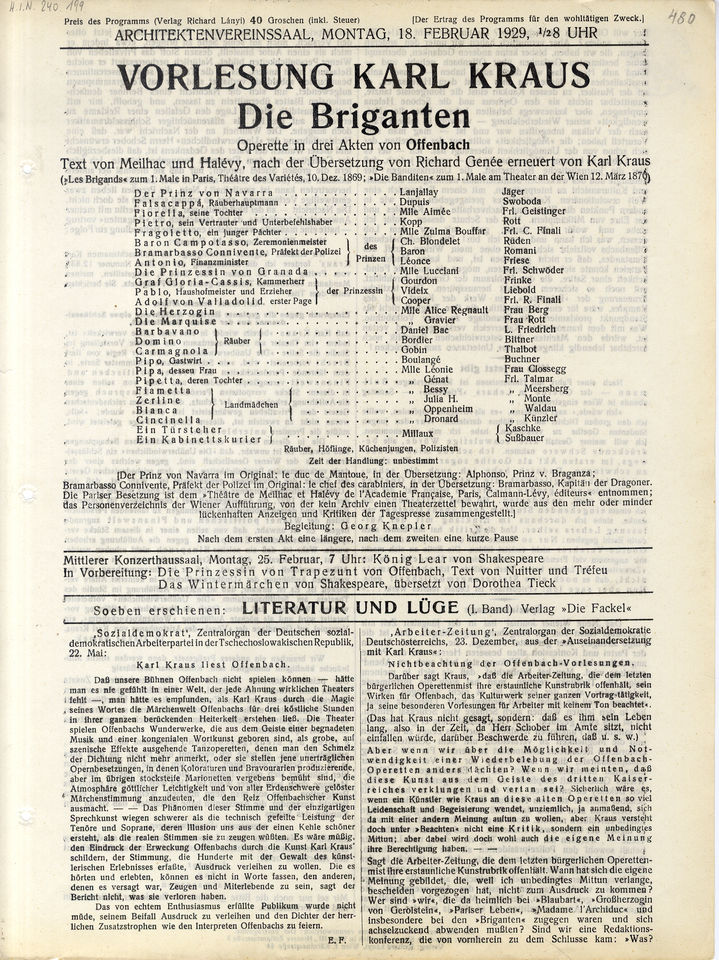 H.I.N. 240 199
480
Preis des Programms (Verlag Richard Lányi) 40 Groschen (inkl. Steuer) [Der Ertrag des Programms für den wohltätigen Zweck.]
ARCHITEKTENVEREINSSAAL, MONTAG, 18. FEBRUAR 1929, ½8 UHR
VORLESUNG KARL KRAUS
Die Briganten
Operette in drei Akten von Offenbach
Text von Meilhac und Halévy, nach der Übersetzung von Richard Genée erneuert von Karl Kraus
(»Les Brigands« zum 1. Male in Paris, Théâtre des Variétés, 10. Dez. 1869; »Die Banditen« zum 1. Male am Theater an der Wien 12. März 1870)
Der Prinz von Navarra . . . Lanjallay Jäger
Falsacappa, Räuberhauptmann . . . Dupuis Swoboda
Fiorella, seine Tochter . . . Mlle Aimée Frl. Geistinger
Pietro, sein Vertrauter und Unterbefehlshaber . . . Kopp Rott
Fragoletto, ein junger Pächter . . . Mlle Zulma Bouffar Frl. C. Finali
Baron Campotasso, Zeremonienmeister } des Prinzen { Ch. Blondelet Röden
Bramarbasso Connivente, Präfekt der Polizei Baron Romani
Antonio, Finanzminister Léonce Friese
Die Prinzessin von Granada . . . Mlle Lucciani Frl. Schwöder
Graf Gloria-Cassis, Kammerherr } der Prinzessin { Gourdon Frinke
Pablo, Haushofmeister und Erzieher Videix Liebold
Adolf von Valladolid erster Page Cooper Frl. R. Finali
Die Herzogin . . . Mlle Alice Regnault Frau Berg
Die Marquise . . . „ Gravier Frau Rott
Barbavano } Räuber { . . . Daniel Bac L. Friedrich
Domino . . . Bordier Bittner
Carmagnola . . . Gobin Thalbot
Pipo, Gastwirt . . . Boulangé Buchner
Pipa, dessen Frau . . . Mlle Léonie Frau Glossegg
Pipetta, deren Tochter . . . „ Génat Frl. Talmar
Fiametta } Landmädchen { . . . „ Bessy „ Meersberg
Zerline . . . „ Julia H. „ Monte
Bianca . . . „ Oppenheim „ Waldau
Cincinella . . . „ Dronard „ Künzler
Ein Türsteher } . . . Millaux { Kaschke
Ein Kabinettskurier Sußbauer
Räuber, Höflinge, Küchenjungen, Polizisten
Zeit der Handlung: unbestimmt
[Der Prinz von Navarra im Original: le duc de Mantoue, in der Übersetzung: Alphonso, Prinz v. Braganza;
Bramarbasso Connivente, Präfekt der Polizei im Original: le chef des carabiniers, in der Übersetzung: Bramarbasso, Kapitän der Dragoner.
Die Pariser Besetzung ist dem »Théâtre de Meilhac et Halévy de l'Academie Française, Paris, Calmann-Lévy, éditeurs« entnommen;
das Personenverzeichnis der Wiener Aufführung, von der kein Archiv einen Theaterzettel bewahrt, wurde aus den mehr oder minder
lückenhaften Anzeigen und Kritiken der Tagespresse zusammengestellt.]
Begleitung: Georg Knepler
Nach dem ersten Akt eine längere, nach dem zweiten eine kurze Pause
Mittlerer Konzerthaussaal, Montag, 25. Februar, 7 Uhr: König Lear von Shakespeare
In Vorbereitung: Die Prinzessin von Trapezunt von Offenbach, Text von Nuitter und Tréfeu
Das Wintermärchen von Shakespeare, übersetzt von Dorothea Tieck
Soeben erschienen: LITERATUR UND LÜGE (I. Band) Verlag »Die Fackel«
‚Sozialdemokrat‘, Zentralorgan der Deutschen sozial-
demokratischen Arbeiterpartei in der Tschechoslowakischen Republik,
22. Mai:
Karl Kraus liest Offenbach.
Daß unsere Bühnen Offenbach nicht spielen können — hätte
man es nie gefühlt in einer Welt, der jede Ahnung wirklichen Theaters
fehlt —, man hätte es empfunden, als Karl Kraus durch die Magie
seines Wortes die Märchenwelt Offenbachs für drei köstliche Stunden
in ihrer ganzen berückenden Heiterkeit erstehen ließ. Die Theater
spielen Offenbachs Wunderwerke, die aus dem Geiste einer begnadeten
Musik und einer kongenialen Wortkunst geboren sind, als grobe, auf
szenische Effekte ausgehende Tanzoperetten, denen man den Schmelz
der Dichtung nicht mehr anmerkt, oder sie stellen jene unerträglichen
Opernbesetzungen, in denen Koloraturen und Bravourarien produzierende,
aber im übrigen stocksteife Marionetten vergebens bemüht sind, die
Atmosphäre göttlicher Leichtigkeit und von aller Erdenschwere gelöster
Märchenstimmung anzudeuten, die den Reiz Offenbachscher Kunst
ausmacht. — — Das Phänomen dieser Stimme und der einzigartigen
Sprechkunst wiegen schwerer als die technisch gefeilte Leistung der
Tenöre und Soprane, deren Illusion uns aus der einen Kehle schöner
ersteht, als die realen Stimmen sie zu zeugen wüßten. Es wäre müßig,
den Eindruck der Erweckung Offenbachs durch die Kunst Karl Kraus'
schildern, der Stimmung, die Hunderte mit der Gewalt des künst-
lerischen Erlebnisses erfaßte, Ausdruck verleihen zu wollen. Die es
hörten und erlebten, können es nicht in Worte fassen, den anderen,
denen es versagt war, Zeugen und Miterlebende zu sein, sagt der
Bericht nicht, was sie verloren haben.
Das von echtem Enthusiasmus erfüllte Publikum wurde nicht
müde, seinem Beifall Ausdruck zu verleihen und den Dichter der herr-
lichen Zusatzstrophen wie den Interpreten Offenbachs zu feiern.
E. F.
‚Arbeiter-Zeitung‘, Zentralorgan der Sozialdemokratie
Deutschösterreichs, 23. Dezember, aus der »Auseinandersetzung
mit Karl Kraus«:
Nichtbeachtung der Offenbach-Vorlesungen.
Darüber sagt Kraus, »daß die Arbeiter-Zeitung, die dem letzten
bürgerlichen Operettenmist ihre erstaunliche Kunstrubrik offenhält, sein
Wirken für Offenbach, das Kulturwerk seiner ganzen Vortragstätigkeit,
ja seine besonderen Vorlesungen für Arbeiter mit keinem Ton beachtet«.
(Das hat Kraus nicht gesagt, sondern: daß es ihm sein Leben
lang, also in der Zeit, da Herr Schober im Amte sitzt, nicht
einfallen würde, darüber Beschwerde zu führen, daß u. s. w.)
Aber wenn wir über die Möglichkeit und Not-
wendigkeit einer Wiederbelebung der Offenbach-
Operetten anders dächten? Wenn wir meinten, daß
diese Kunst aus dem Geiste des dritten Kaiser-
reiches verklungen und vertan sei? Sicherlich wäre es,
wenn ein Künstler wie Kraus an diese alten Operetten so viel
Leidenschaft und Begeisterung wendet, unziemlich, ja anmaßend, sich
da mit einer andern Meinung auftun zu wollen, aber Kraus versteht
doch unter »Beachten« nicht eine Kritik, sondern ein unbedingtes
Mittun; aber dabei wird doch wohl auch die eigene Meinung
ihre Berechtigung haben. — —
Sagt die Arbeiter-Zeitung, die dem letzten bürgerlichen Operetten-
mist ihre erstaunliche Kunstrubrik offenhält. Wann hat sich die eigene
Meinung gebildet, die, weil ich unbedingtes Mittun verlange,
bescheiden vorgezogen hat, nicht zum Ausdruck zu kommen?
Wer sind »wir«, die da heimlich bei »Blaubart«, »Großherzogin
von Gerolstein«, »Pariser Leben«, »Madame l'Archiduc« und
insbesondere bei den »Briganten« zugegen waren und sich
achselzuckend abwenden mußten? Sind wir eine Redaktions-
konferenz, die von vornherein zu dem Schlusse kam: »Was?